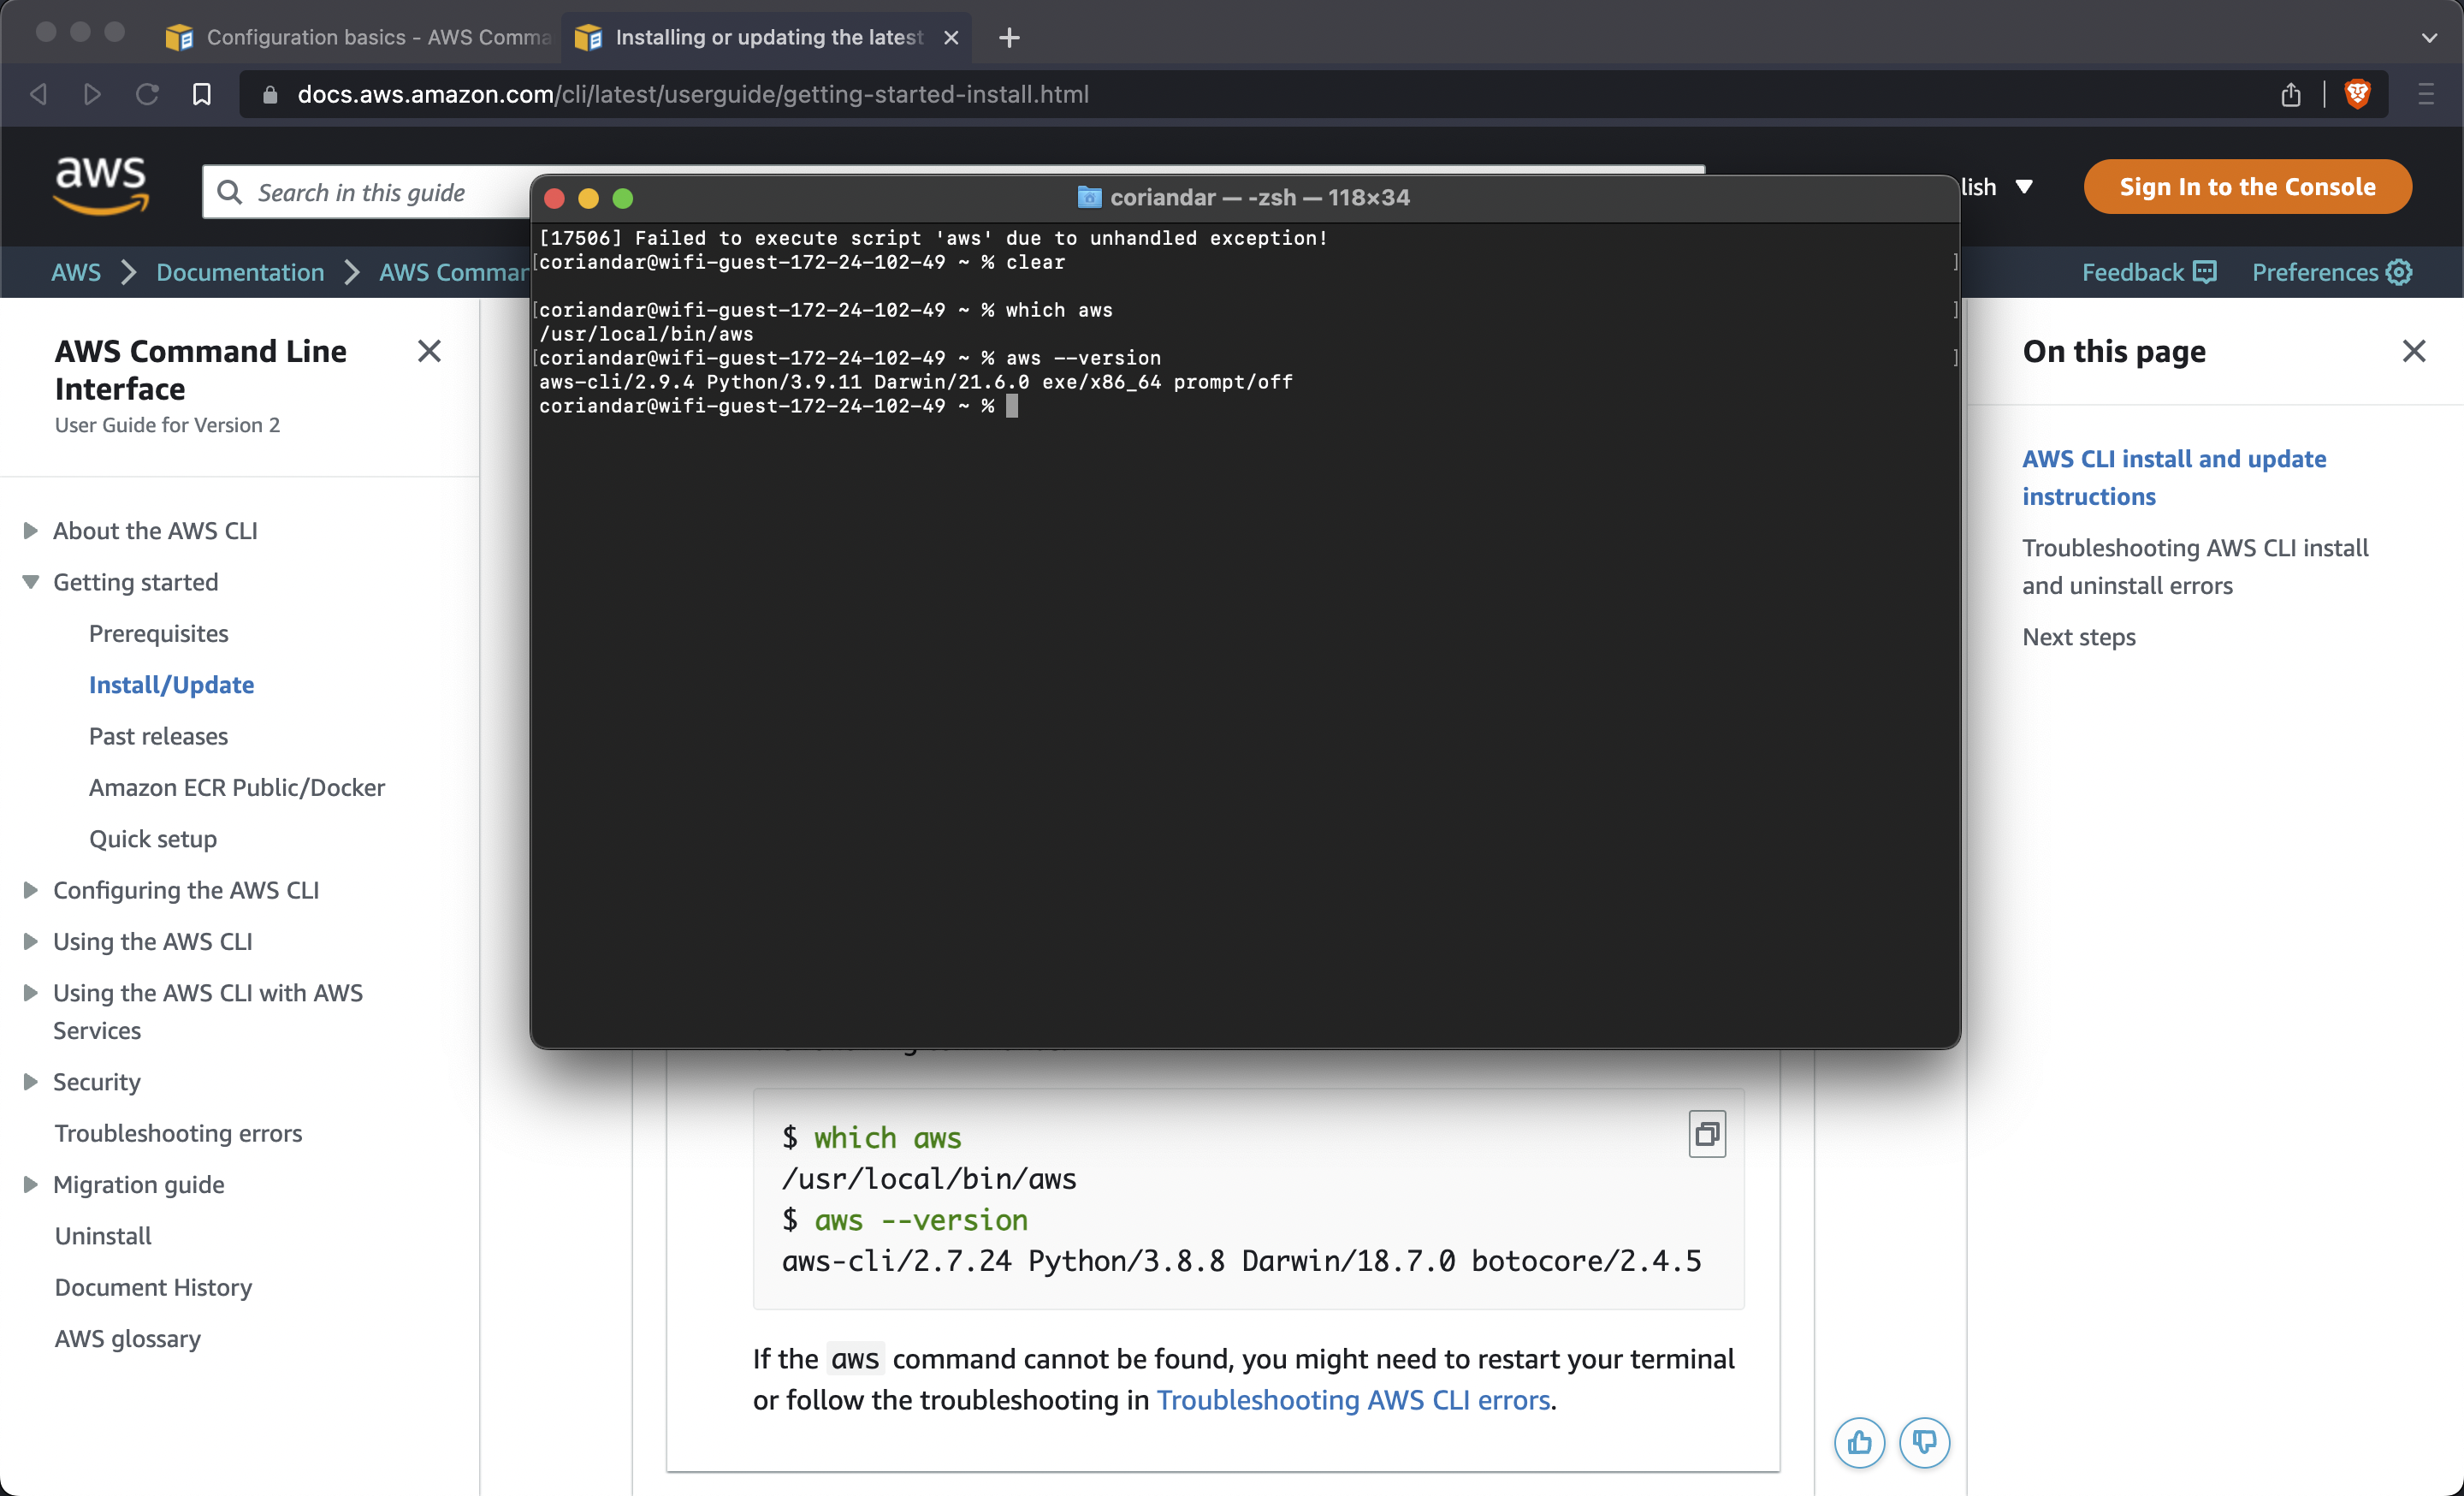 Configuration basics - AWS Comma
Installing or updating the latest
docs.aws.amazon.com/cli/latest/userguide/getting-started-install.html
aws
Search in this guide
lish
Sign In to the Console
AWS
Documentation
AWS Comman
Feedback
Preferences
coriandar — -zsh — 118×34
[17506] Failed to execute script 'aws' due to unhandled exception!
[coriandar@wifi-guest-172-24-102-49 ~ % clear ]
[coriandar@wifi-guest-172-24-102-49 ~ % which aws ]
/usr/local/bin/aws
[coriandar@wifi-guest-172-24-102-49 ~ % aws --version ]
aws-cli/2.9.4 Python/3.9.11 Darwin/21.6.0 exe/x86_64 prompt/off
coriandar@wifi-guest-172-24-102-49 ~ %
AWS Command Line
Interface
User Guide for Version 2
About the AWS CLI
Getting started
Prerequisites
Install/Update
Past releases
Amazon ECR Public/Docker
Quick setup
Configuring the AWS CLI
Using the AWS CLI
Using the AWS CLI with AWS
Services
Security
Troubleshooting errors
Migration guide
Uninstall
Document History
AWS glossary
$ which aws
/usr/local/bin/aws
$ aws --version
aws-cli/2.7.24 Python/3.8.8 Darwin/18.7.0 botocore/2.4.5
If the aws command cannot be found, you might need to restart your terminal
or follow the troubleshooting in Troubleshooting AWS CLI errors.
On this page
AWS CLI install and update
instructions
Troubleshooting AWS CLI install
and uninstall errors
Next steps